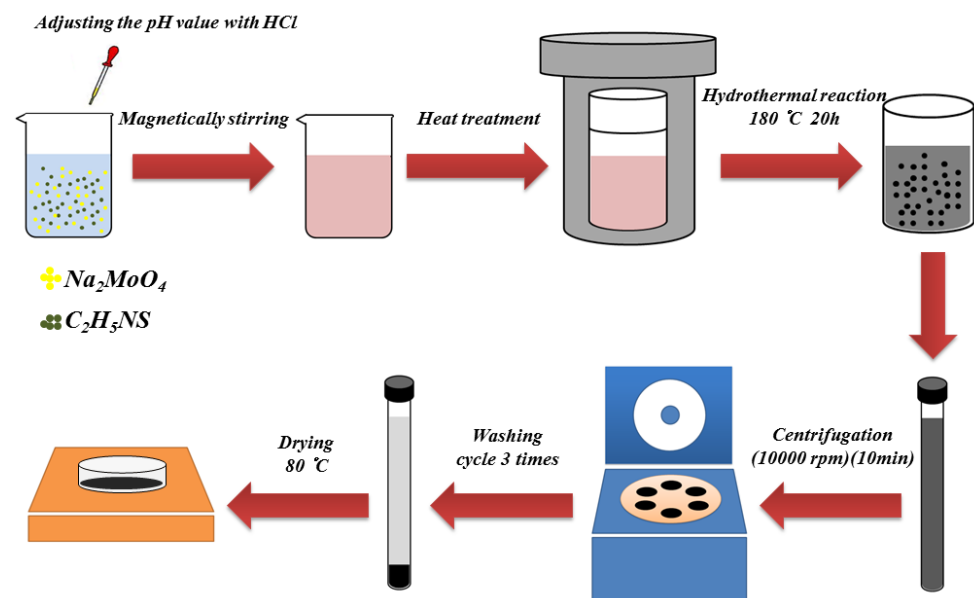 Adjusting the pH value with HCl
Magnetically stirring
Heat treatment
Hydrothermal reaction
180 ℃ 20h
Na₂MoO₄
C₂H₅NS
Centrifugation
(10000 rpm)(10min)
Washing
cycle 3 times
Drying
80 ℃